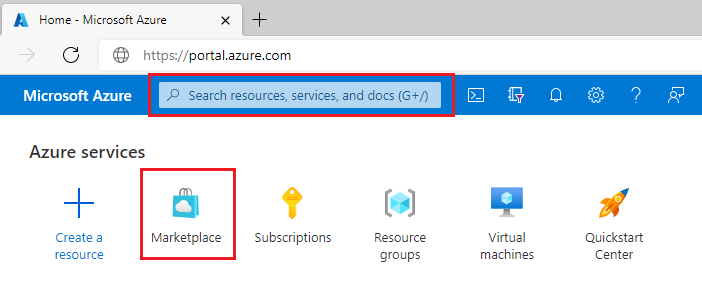 Home - Microsoft Azure
https://portal.azure.com
Microsoft Azure
Search resources, services, and docs (G+/)
Azure services
Create a
resource
Marketplace
Subscriptions
Resource
groups
Virtual
machines
Quickstart
Center